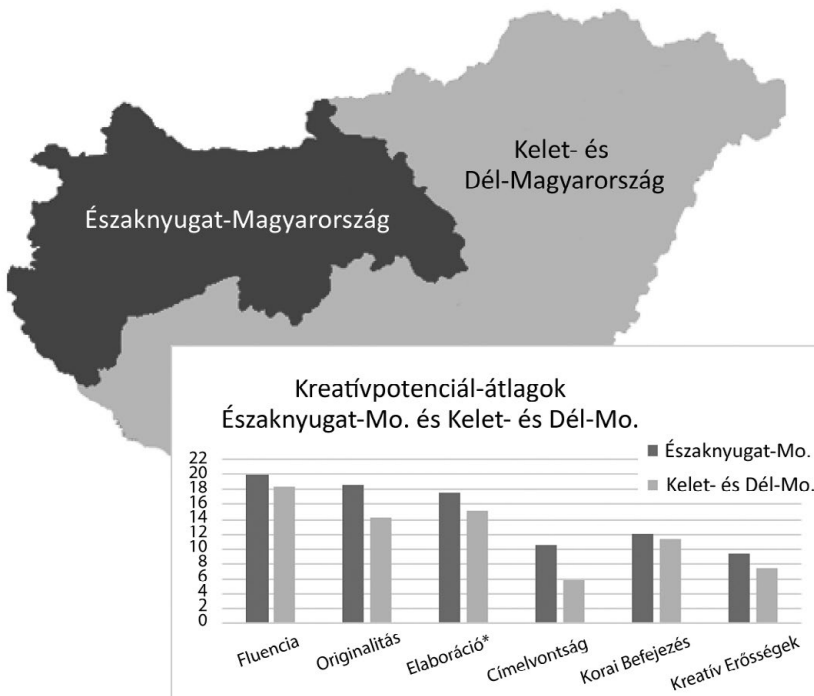 Északnyugat-Magyarország
Kelet- és
Dél-Magyarország
Kreatívpotenciál-átlagok
Északnyugat-Mo. és Kelet- és Dél-Mo.
Északnyugat-Mo.
Kelet- és Dél-Mo.
22
20
18
16
14
12
10
8
6
4
2
0
Fluencia
Originalitás
Elaboráció*
Címelvontság
Korai Befejezés
Kreatív Erősségek